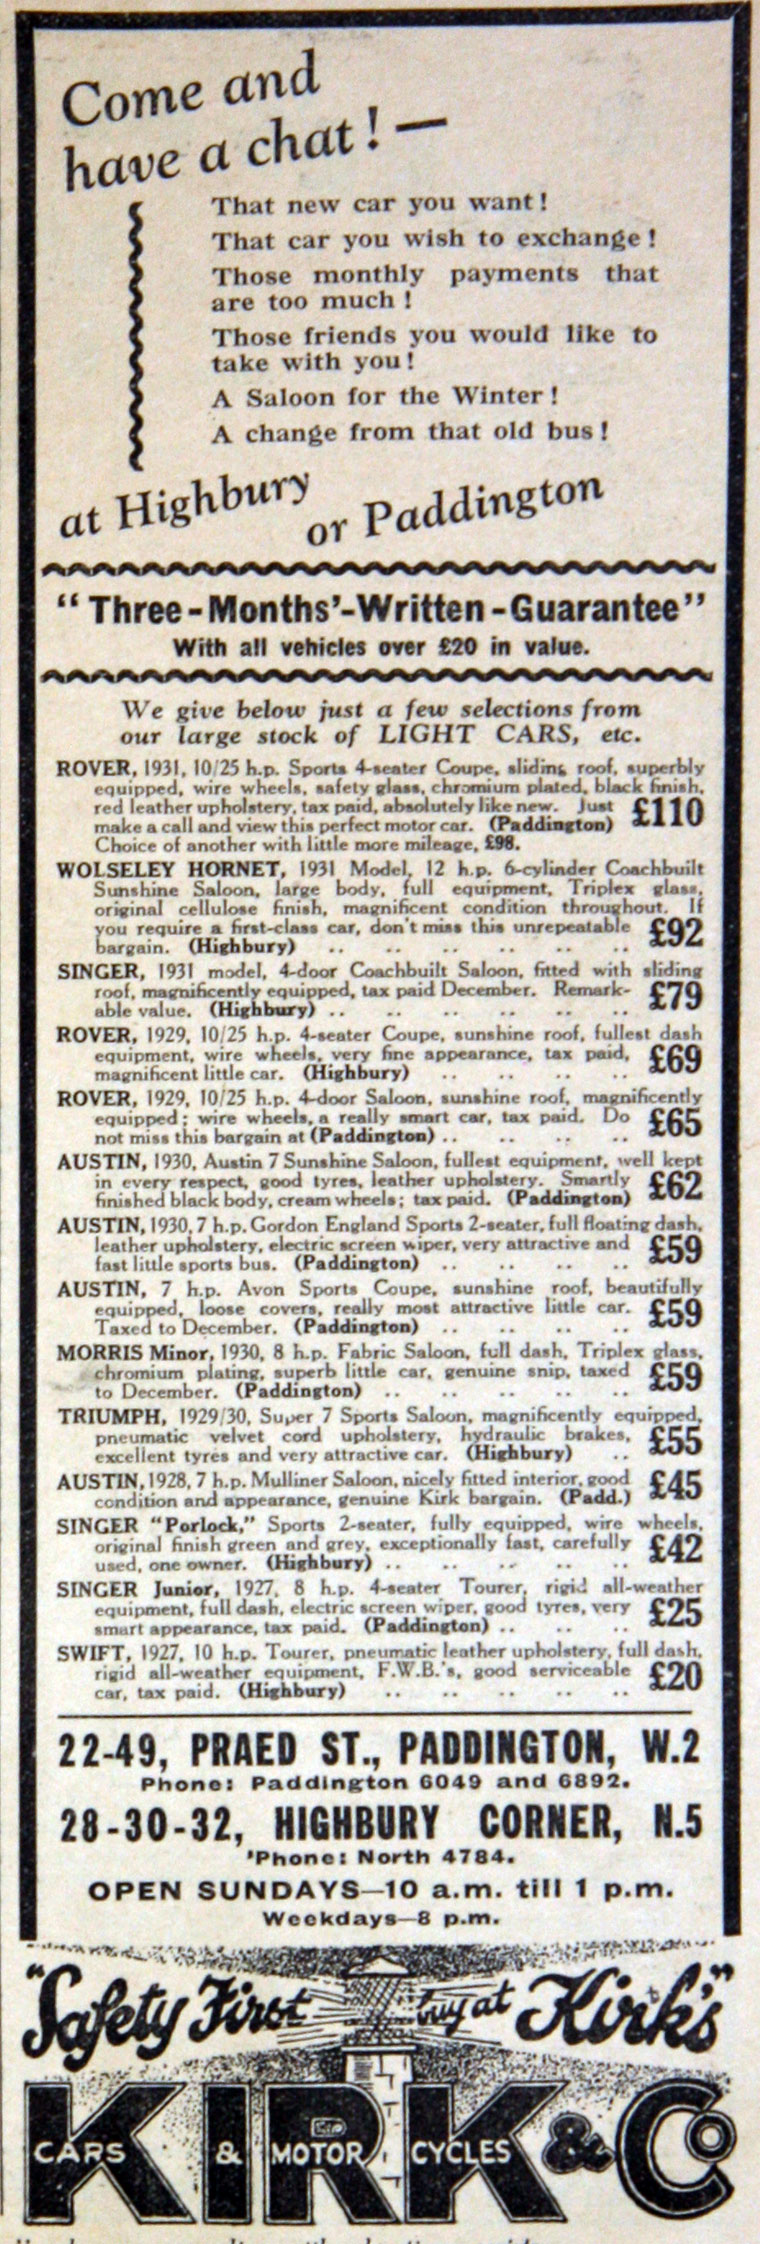 Come and
have a chat! —
That new car you want!
That car you wish to exchange!
Those monthly payments that
are too much!
Those friends you would like to
take with you!
A Saloon for the Winter!
A change from that old bus!
at Highbury
or Paddington
"Three-Months'-Written-Guarantee"
With all vehicles over £20 in value.
We give below just a few selections from
our large stock of LIGHT CARS, etc.
ROVER, 1931, 10/25 h.p. Sports 4-seater Coupe, sliding roof, superbly
equipped, wire wheels, safety glass, chromium plated, black finish,
red leather upholstery, tax paid, absolutely like new. Just
make a call and view this perfect motor car. (Paddington) £110
Choice of another with little more mileage, £98.
WOLSELEY HORNET, 1931 Model, 12 h.p. 6-cylinder Coachbuilt
Sunshine Saloon, large body, full equipment, Triplex glass,
original cellulose finish, magnificent condition throughout. If
you require a first-class car, don't miss this unrepeatable
bargain. (Highbury) .. .. .. .. .. .. £92
SINGER, 1931 model, 4-door Coachbuilt Saloon, fitted with sliding
roof, magnificently equipped, tax paid December. Remark-
able value. (Highbury) .. .. .. .. .. .. £79
ROVER, 1929, 10/25 h.p. 4-seater Coupe, sunshine roof, fullest dash
equipment, wire wheels, very fine appearance, tax paid,
magnificent little car. (Highbury) .. .. .. .. £69
ROVER, 1929, 10/25 h.p. 4-door Saloon, sunshine roof, magnificently
equipped; wire wheels, a really smart car, tax paid. Do
not miss this bargain at (Paddington) .. .. .. .. £65
AUSTIN, 1930, Austin 7 Sunshine Saloon, fullest equipment, well kept
in every respect, good tyres, leather upholstery. Smartly
finished black body, cream wheels; tax paid. (Paddington) £62
AUSTIN, 1930, 7 h.p. Gordon England Sports 2-seater, full floating dash,
leather upholstery, electric screen wiper, very attractive and
fast little sports bus. (Paddington) .. .. .. .. £59
AUSTIN, 7 h.p. Avon Sports Coupe, sunshine roof, beautifully
equipped, loose covers, really most attractive little car.
Taxed to December. (Paddington) .. .. .. .. £59
MORRIS Minor, 1930, 8 h.p. Fabric Saloon, full dash, Triplex glass,
chromium plating, superb little car, genuine snip, taxed
to December. (Paddington) .. .. .. .. .. £59
TRIUMPH, 1929/30, Super 7 Sports Saloon, magnificently equipped,
pneumatic velvet cord upholstery, hydraulic brakes,
excellent tyres and very attractive car. (Highbury) .. £55
AUSTIN, 1928, 7 h.p. Mulliner Saloon, nicely fitted interior, good
condition and appearance, genuine Kirk bargain. (Padd.) £45
SINGER "Porlock," Sports 2-seater, fully equipped, wire wheels,
original finish green and grey, exceptionally fast, carefully
used, one owner. (Highbury) .. .. .. .. .. £42
SINGER Junior, 1927, 8 h.p. 4-seater Tourer, rigid all-weather
equipment, full dash, electric screen wiper, good tyres, very
smart appearance, tax paid. (Paddington) .. .. .. £25
SWIFT, 1927, 10 h.p. Tourer, pneumatic leather upholstery, full dash,
rigid all-weather equipment, F.W.B.'s, good serviceable
car, tax paid. (Highbury) .. .. .. .. .. £20
22-49, PRAED ST., PADDINGTON, W.2
Phone: Paddington 6049 and 6892.
28-30-32, HIGHBURY CORNER, N.5
'Phone: North 4784.
OPEN SUNDAYS—10 a.m. till 1 p.m.
Weekdays—8 p.m.
"Safety First buy at Kirk's"
KIRK & Co
CARS & MOTOR CYCLES